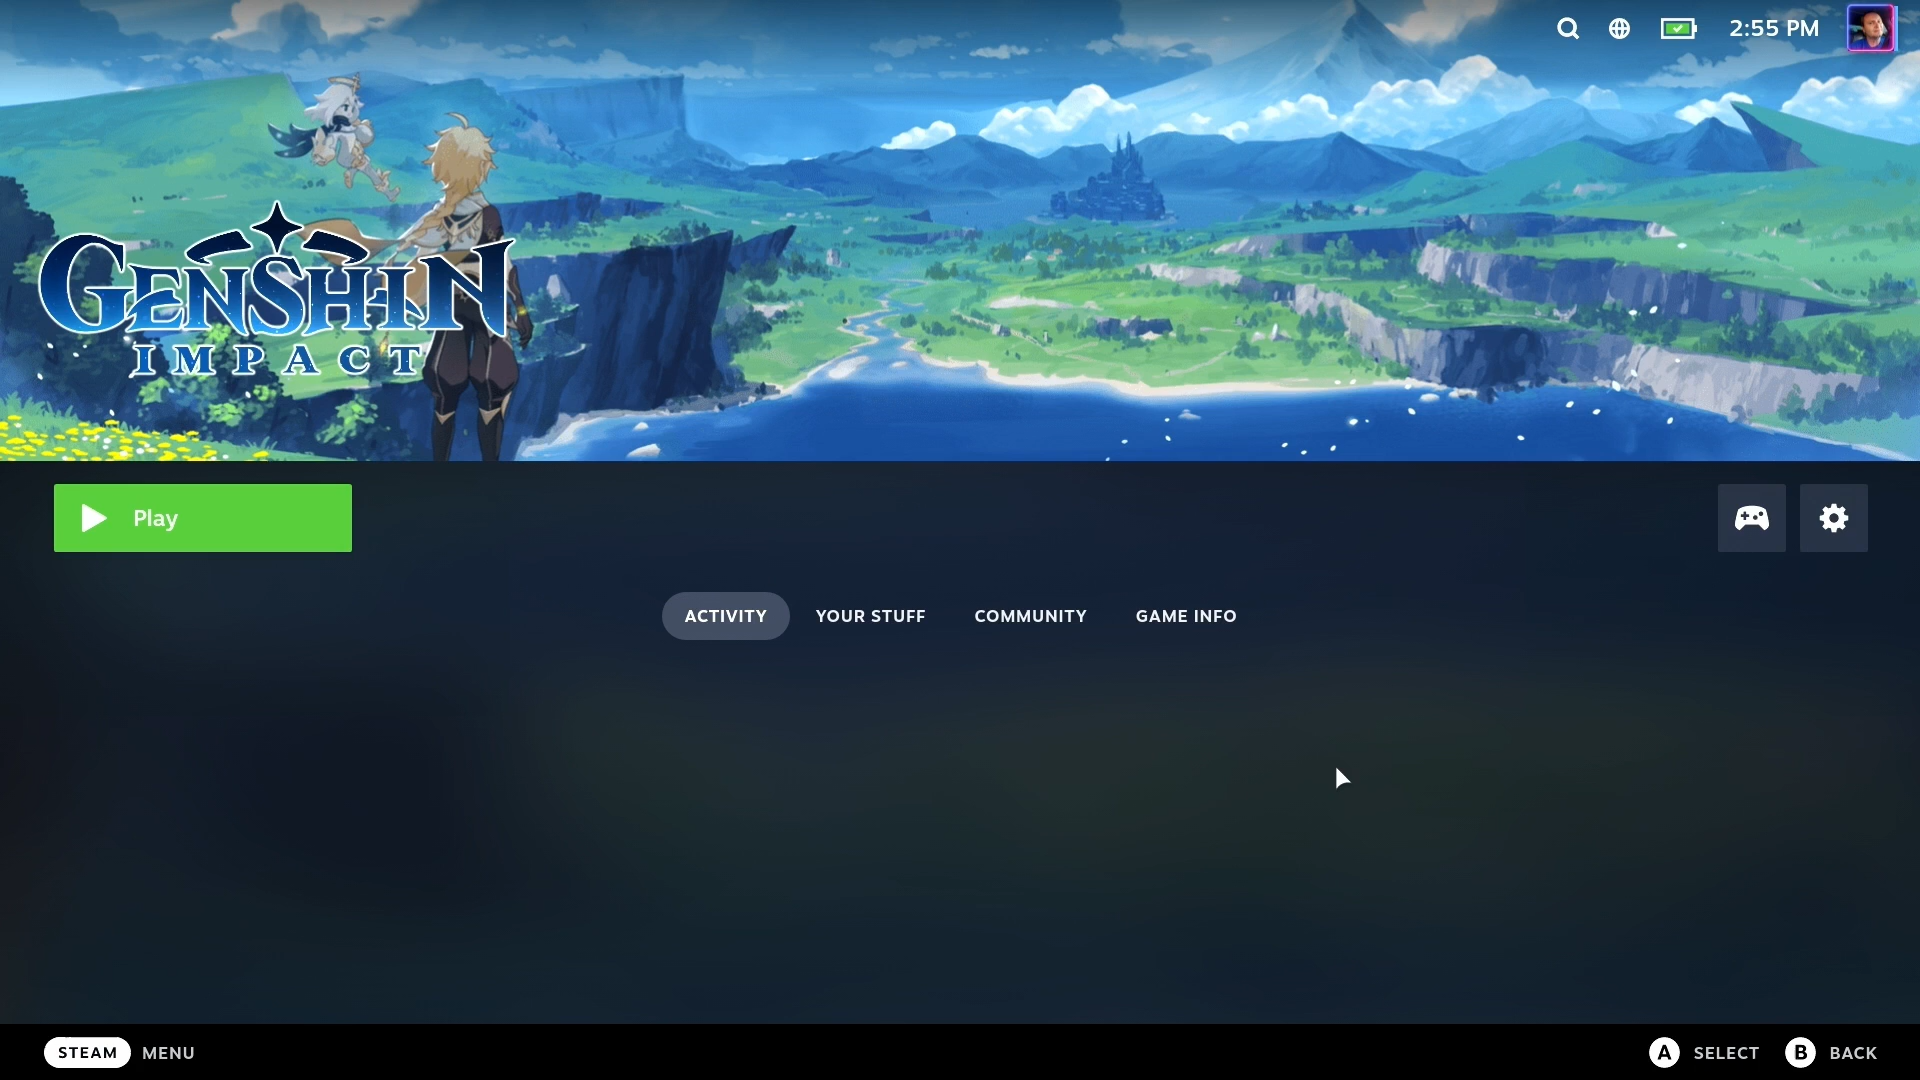 2:55 PM
GENSHIN
IMPACT
Play
ACTIVITY
YOUR STUFF
COMMUNITY
GAME INFO
STEAM MENU
A SELECT B BACK